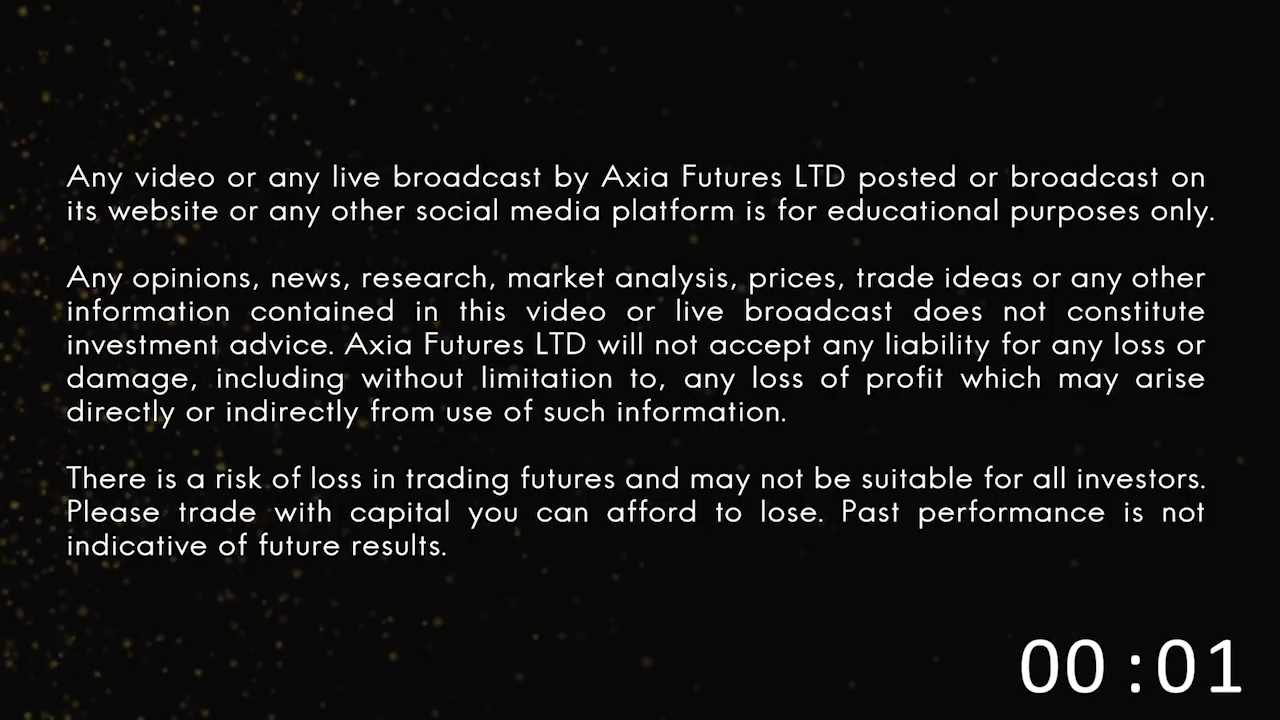 Any video or any live broadcast by Axia Futures LTD posted or broadcast on
its website or any other social media platform is for educational purposes only.
Any opinions, news, research, market analysis, prices, trade ideas or any other
information contained in this video or live broadcast does not constitute
investment advice. Axia Futures LTD will not accept any liability for any loss or
damage, including without limitation to, any loss of profit which may arise
directly or indirectly from use of such information.
There is a risk of loss in trading futures and may not be suitable for all investors.
Please trade with capital you can afford to lose. Past performance is not
indicative of future results.
00:01